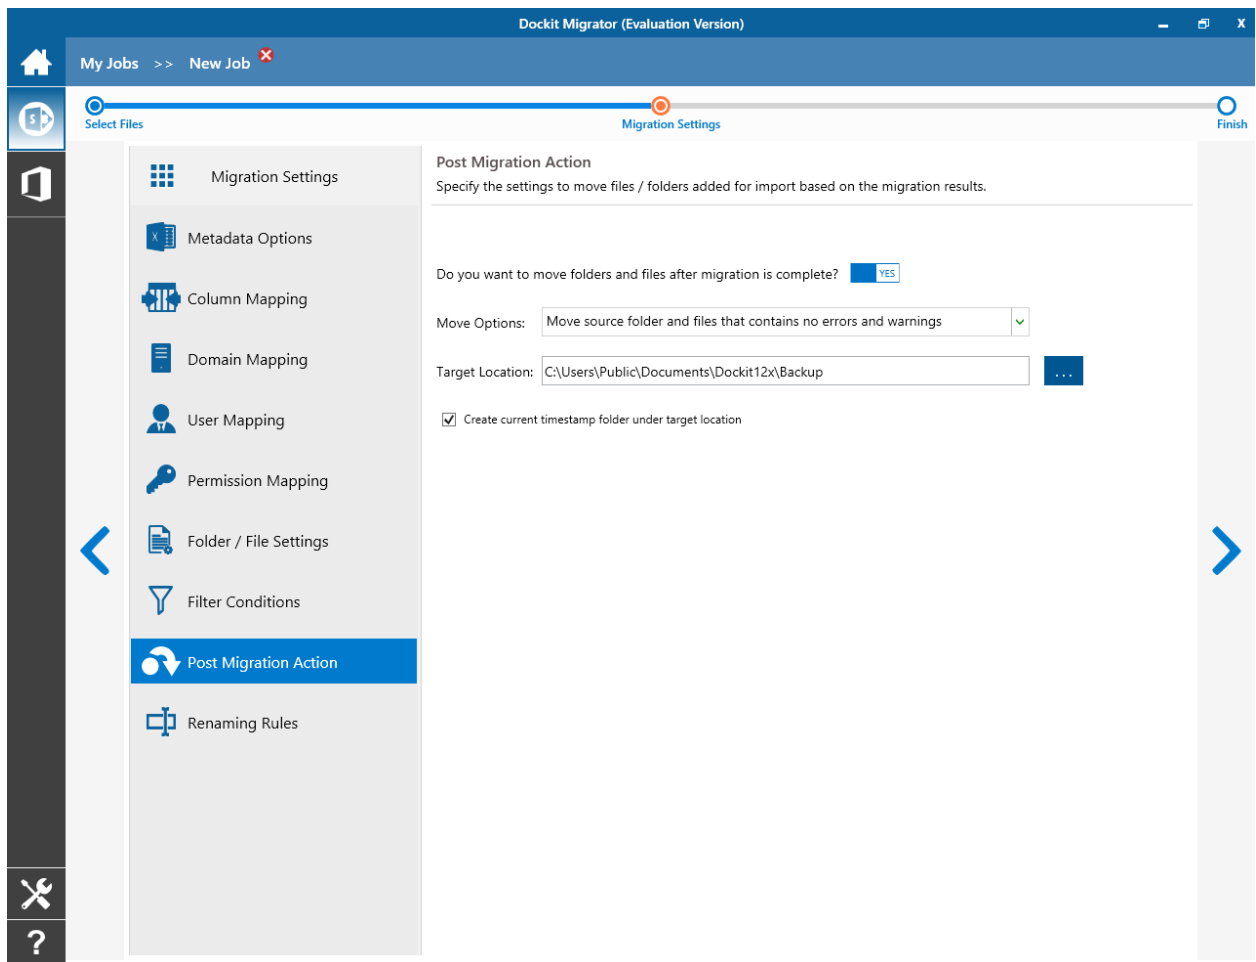 Dockit Migrator (Evaluation Version)
My Jobs >> New Job
Select Files
Migration Settings
Finish
Migration Settings
Metadata Options
Column Mapping
Domain Mapping
User Mapping
Permission Mapping
Folder / File Settings
Filter Conditions
Post Migration Action
Renaming Rules
Post Migration Action
Specify the settings to move files / folders added for import based on the migration results.
Do you want to move folders and files after migration is complete? YES
Move Options: Move source folder and files that contains no errors and warnings
Target Location: C:\Users\Public\Documents\Dockit12x\Backup ...
Create current timestamp folder under target location